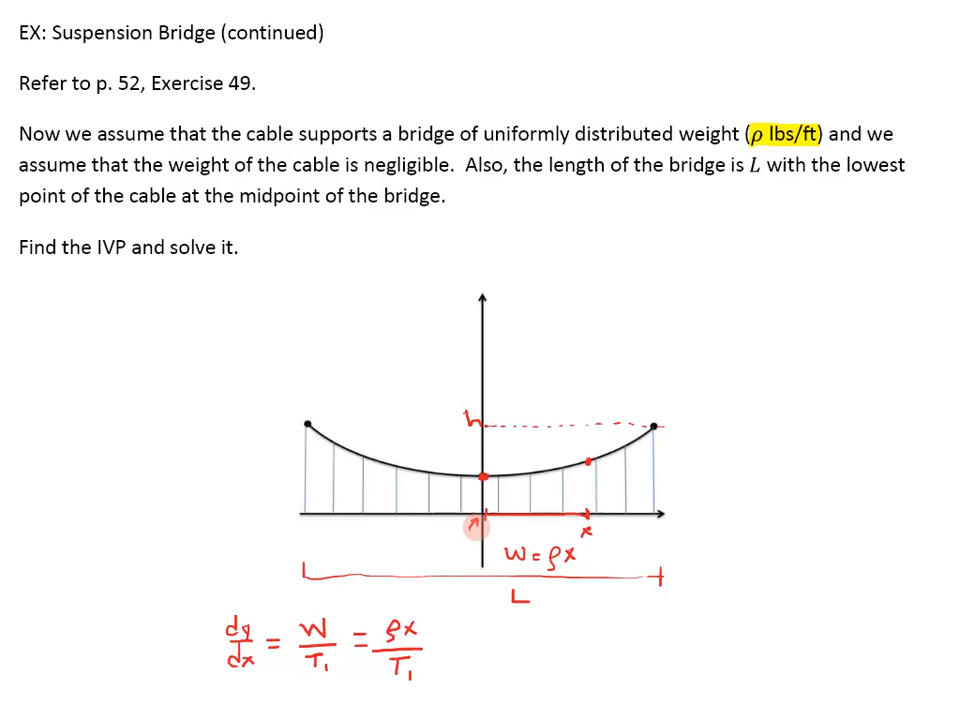 EX: Suspension Bridge (continued)
Refer to p. 52, Exercise 49.
Now we assume that the cable supports a bridge of uniformly distributed weight (ρ lbs/ft) and we
assume that the weight of the cable is negligible.  Also, the length of the bridge is L with the lowest
point of the cable at the midpoint of the bridge.
Find the IVP and solve it.
h
x
W = ρx
L
dy/dx = W/T₁ = ρx/T₁